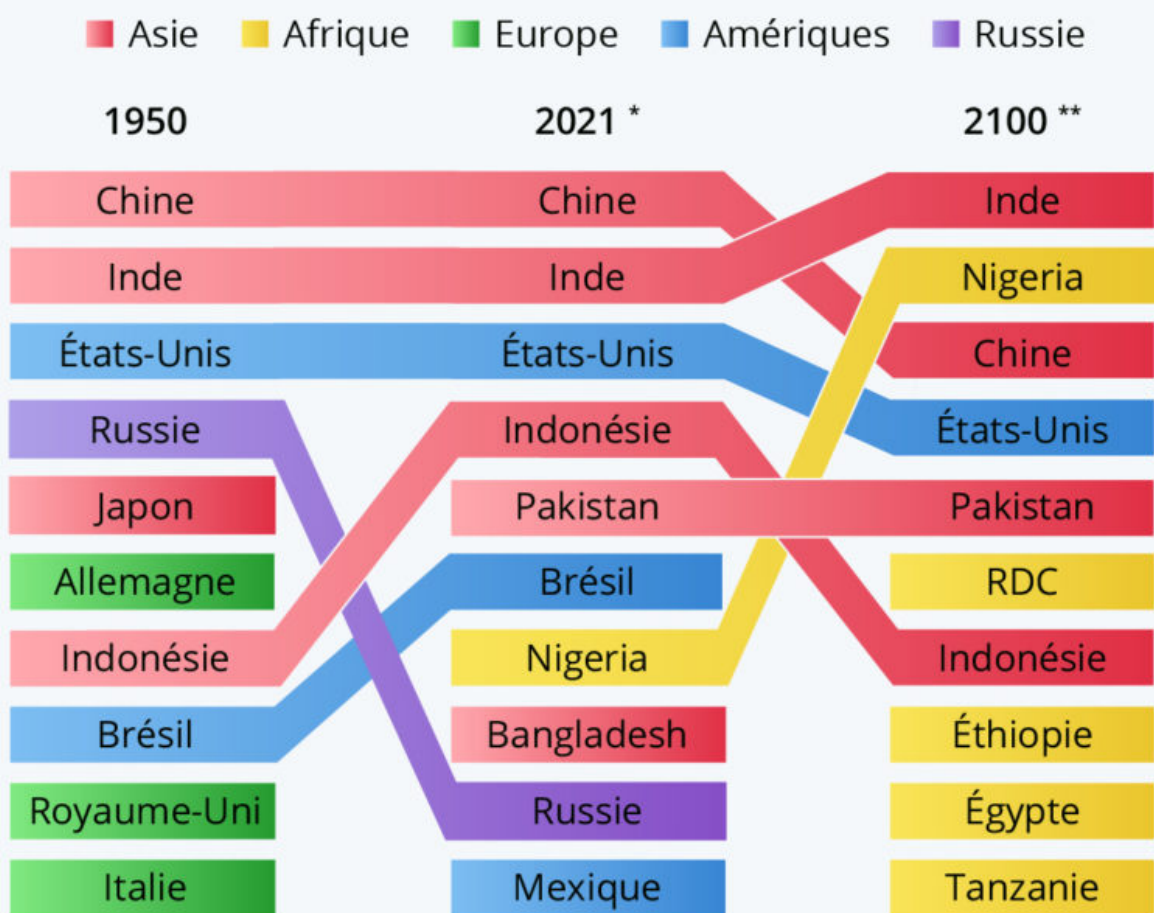 Asie Afrique Europe Amériques Russie
1950 2021 * 2100 **
Chine Chine Inde
Inde Inde Nigeria
États-Unis États-Unis Chine
Russie Indonésie États-Unis
Japon Pakistan Pakistan
Allemagne Brésil RDC
Indonésie Nigeria Indonésie
Brésil Bangladesh Éthiopie
Royaume-Uni Russie Égypte
Italie Mexique Tanzanie